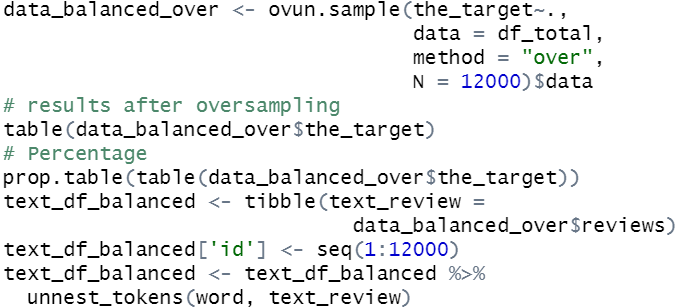 data_balanced_over <- ovun.sample(the_target~.,
data = df_total,
method = "over",
N = 12000)$data
# results after oversampling
table(data_balanced_over$the_target)
# Percentage
prop.table(table(data_balanced_over$the_target))
text_df_balanced <- tibble(text_review =
data_balanced_over$reviews)
text_df_balanced['id'] <- seq(1:12000)
text_df_balanced <- text_df_balanced %>%
unnest_tokens(word, text_review)